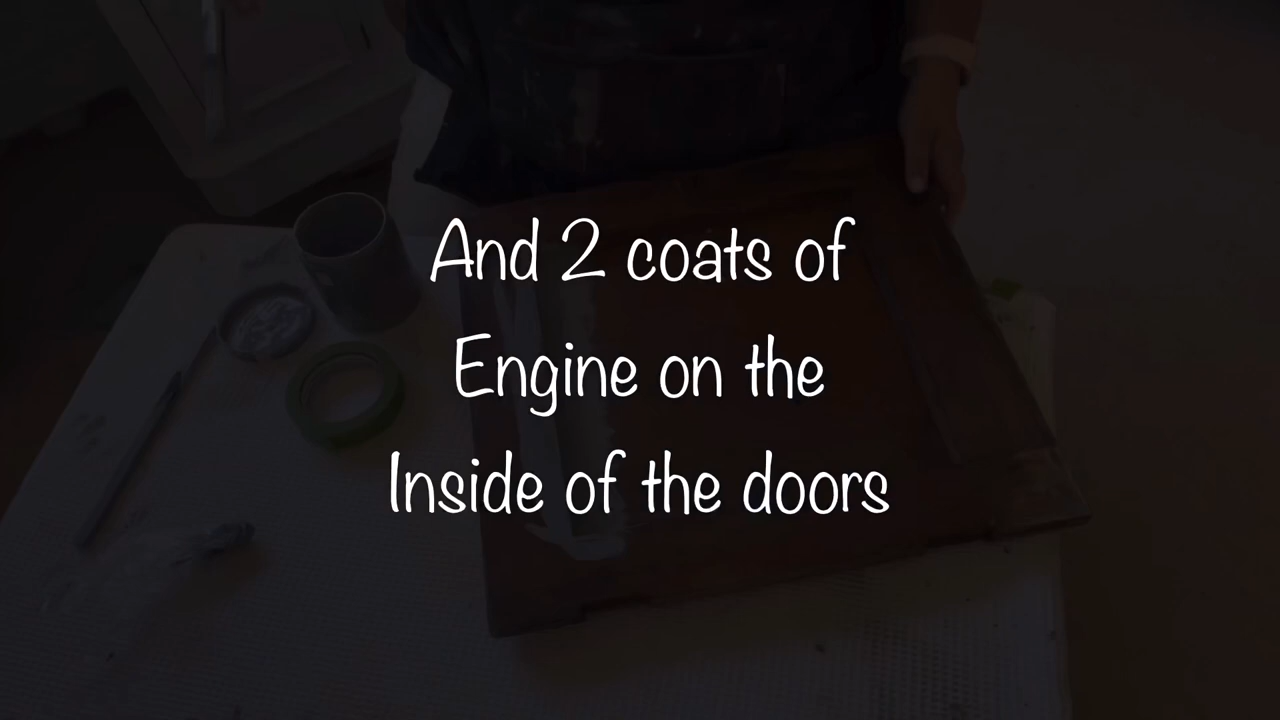 And 2 coats of
Engine on the
Inside of the doors